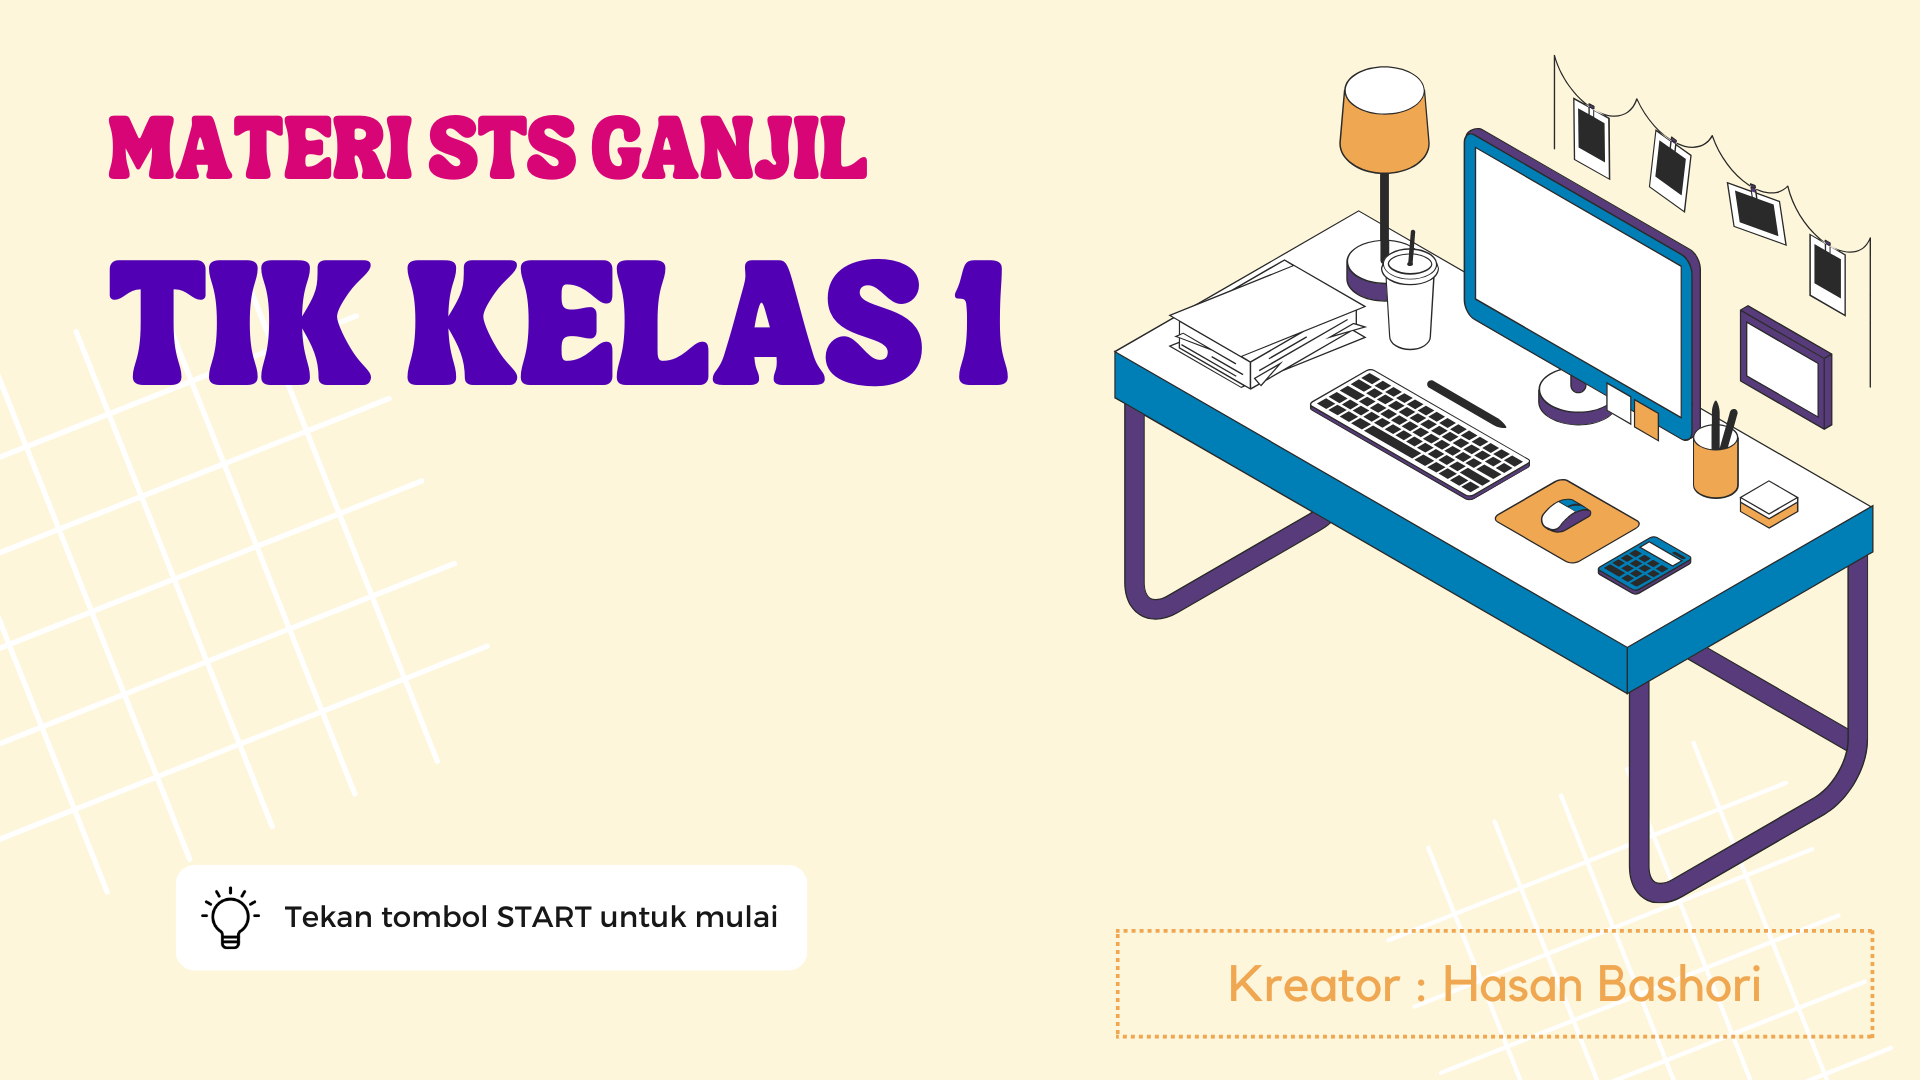 MATERI STS GANJIL
TIK KELAS 1
Tekan tombol START untuk mulai
Kreator : Hasan Bashori